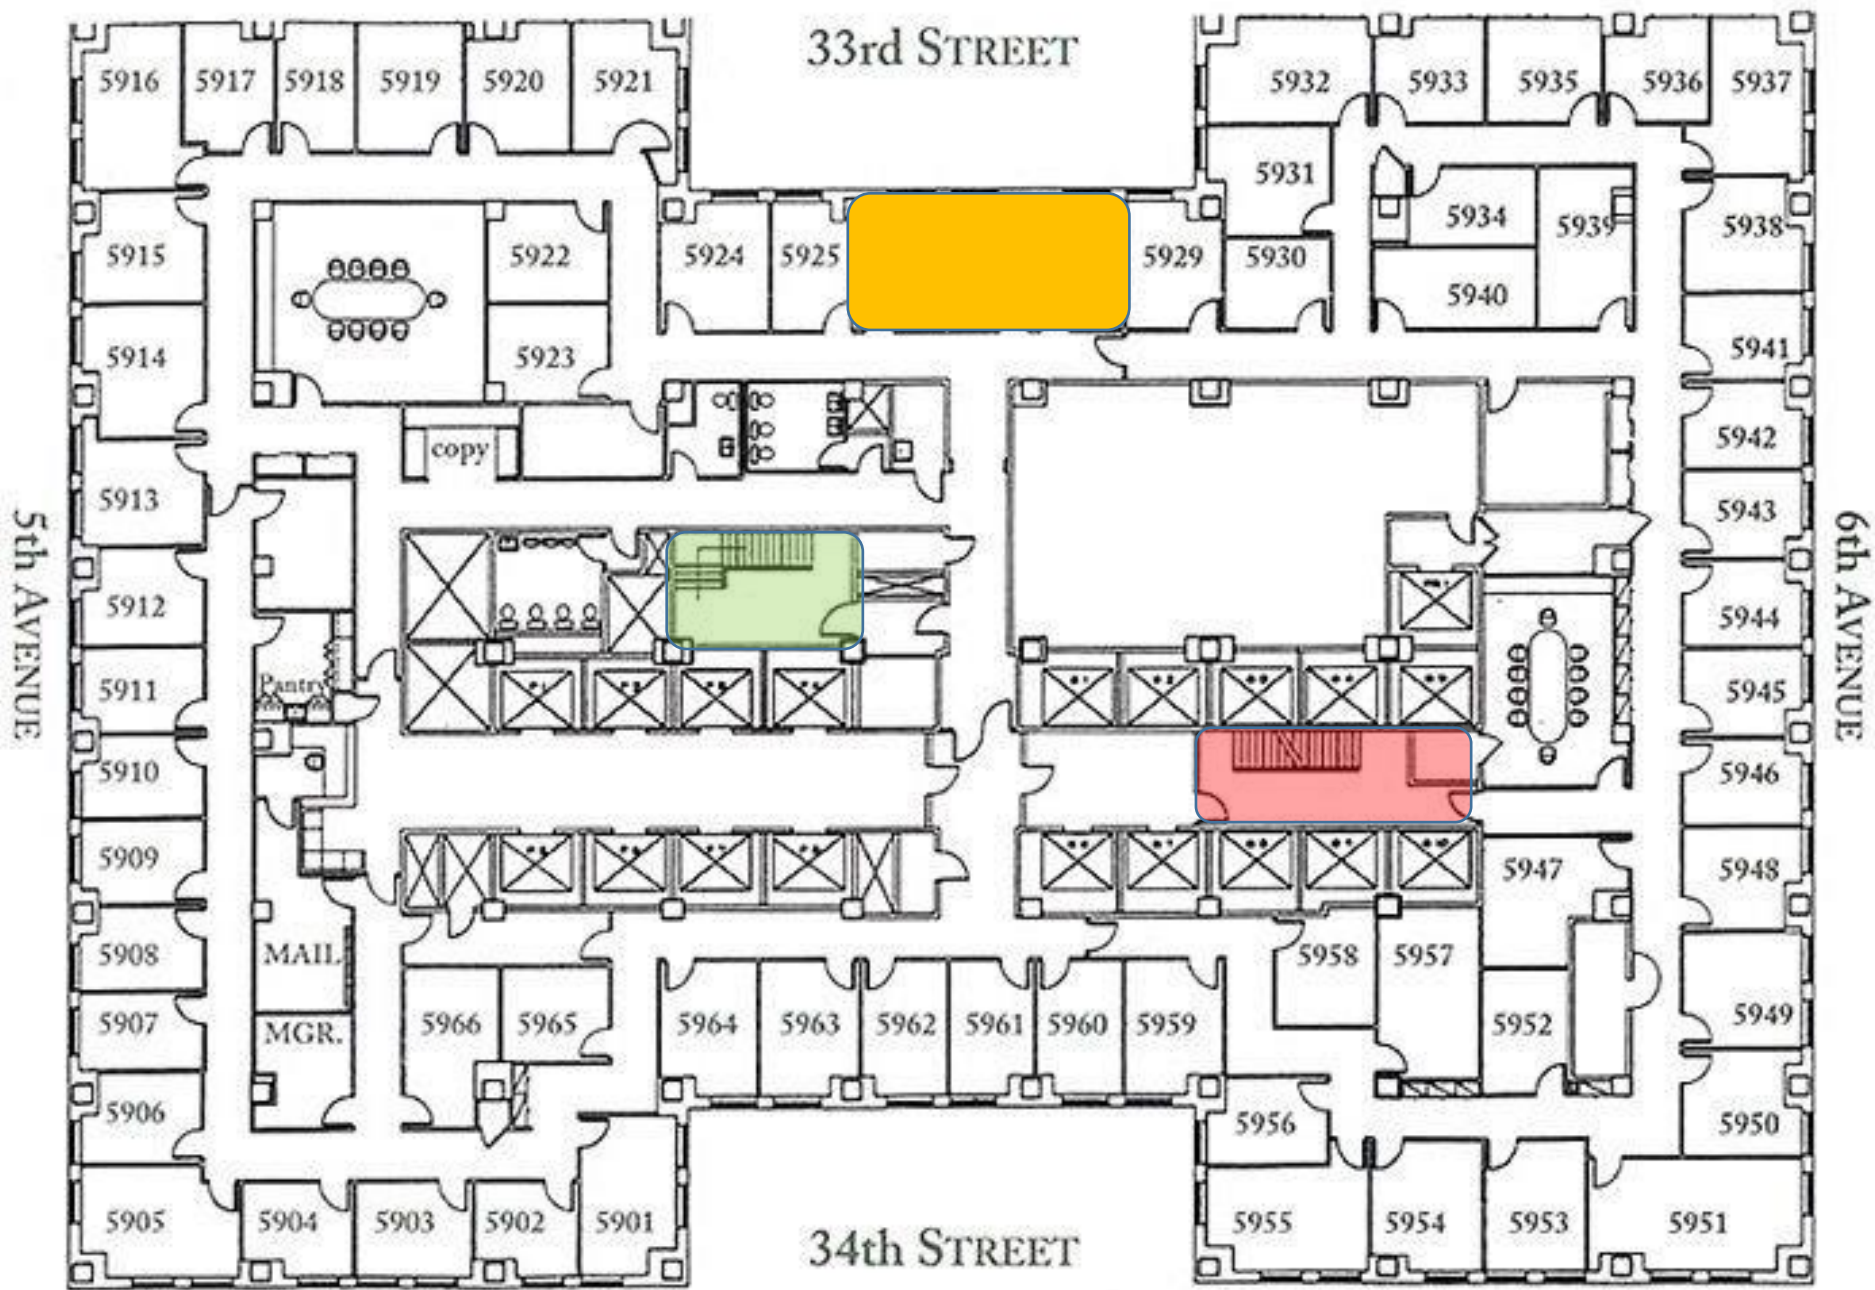 33rd STREET
5916 5917 5918 5919 5920 5921
5932 5933 5935 5936 5937
5931
5915 5922 5924 5925 5929 5930 5934 5939 5938
5940
5914 5923 5941
copy 5942
5913 5943
5th AVENUE
6th AVENUE
5912 5944
5911 Pantry 5945
5910 5946
5909 5947 5948
5908 MAIL 5958 5957
5907 MGR. 5966 5965 5964 5963 5962 5961 5960 5959 5952 5949
5906 5956 5950
5905 5904 5903 5902 5901 5955 5954 5953 5951
34th STREET